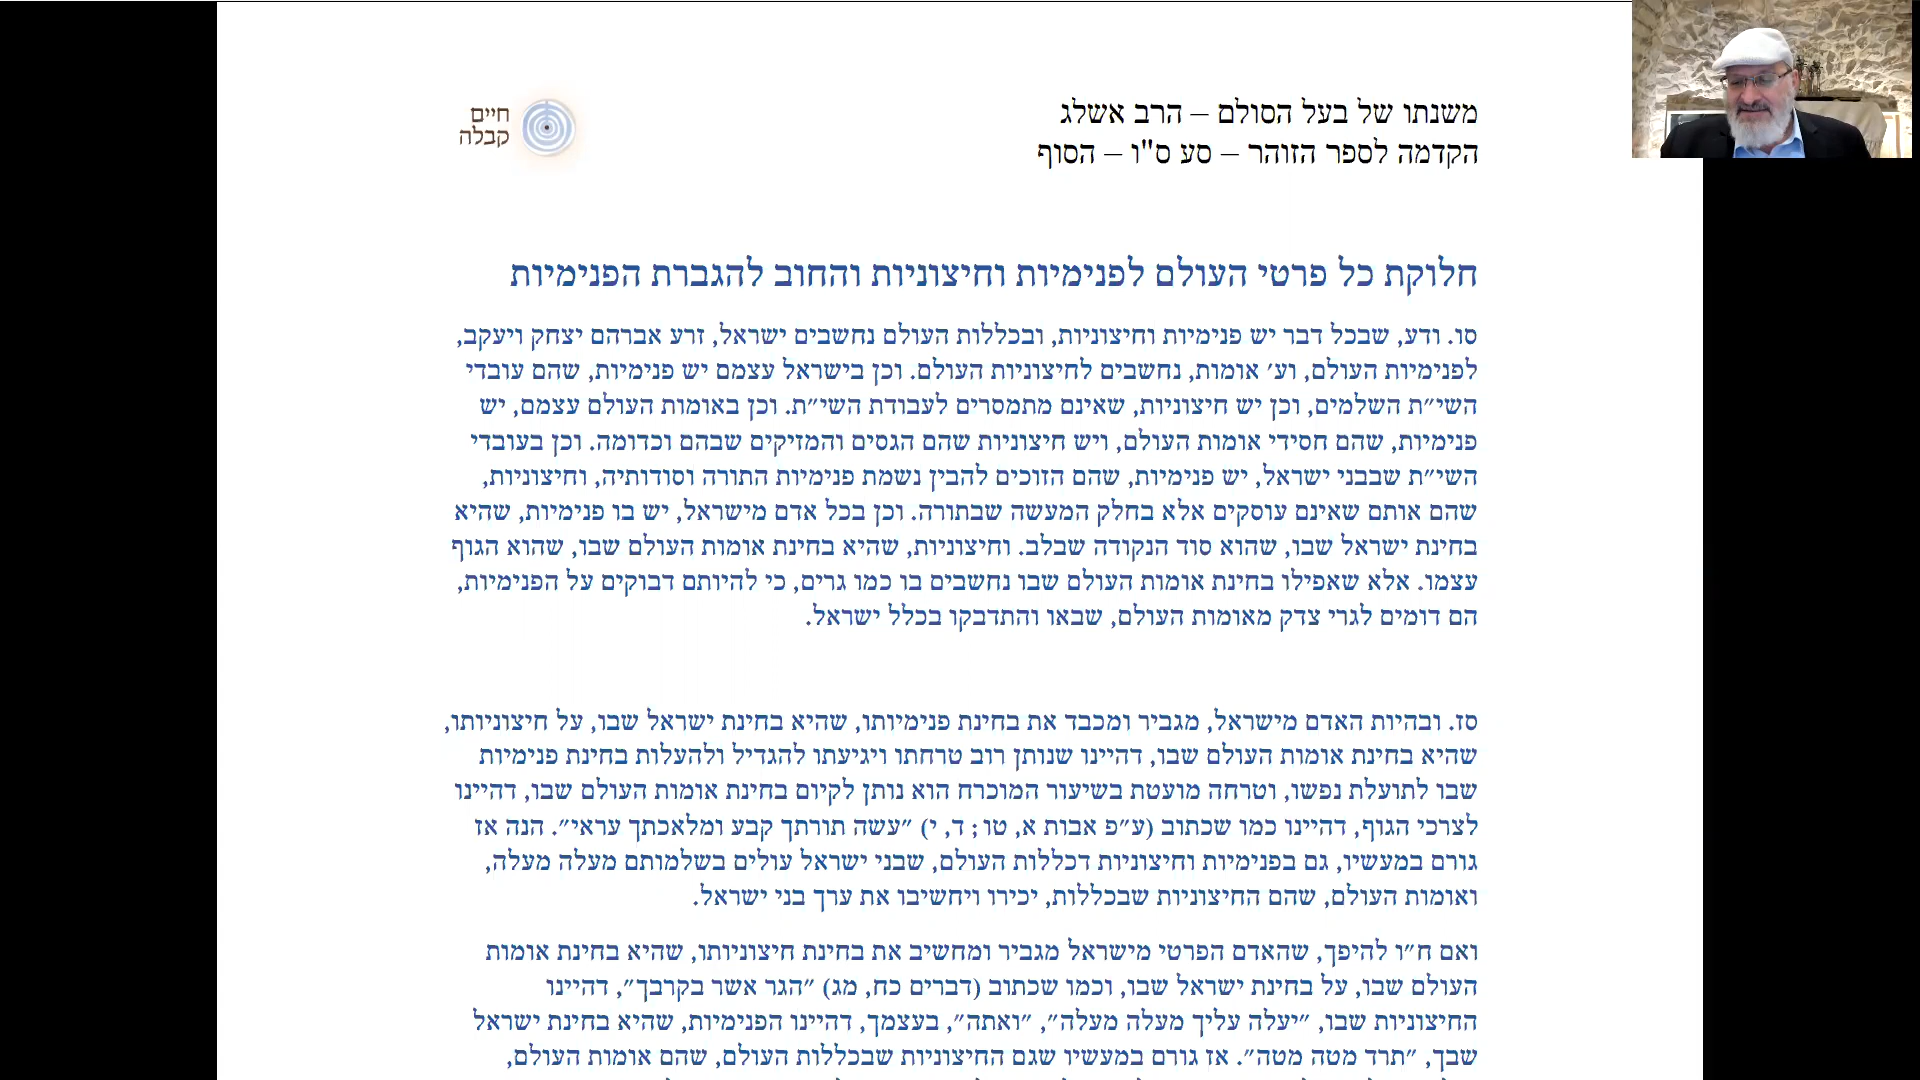 חיים
קבלה
משנתו של בעל הסולם – הרב אשלג
הקדמה לספר הזוהר – סע ס"ו – הסוף
חלוקת כל פרטי העולם לפנימיות וחיצוניות והחוב להגברת הפנימיות
סו. ודע, שבכל דבר יש פנימיות וחיצוניות, ובכללות העולם נחשבים ישראל, זרע אברהם יצחק ויעקב,
לפנימיות העולם, וע׳ אומות, נחשבים לחיצוניות העולם. וכן בישראל עצמם יש פנימיות, שהם עובדי
השי״ת השלמים, וכן יש חיצוניות, שאינם מתמסרים לעבודת השי״ת. וכן באומות העולם עצמם, יש
פנימיות, שהם חסידי אומות העולם, ויש חיצוניות שהם הגסים והמזיקים שבהם וכדומה. וכן בעובדי
השי״ת שבבני ישראל, יש פנימיות, שהם הזוכים להבין נשמת פנימיות התורה וסודותיה, וחיצוניות,
שהם אותם שאינם עוסקים אלא בחלק המעשה שבתורה. וכן בכל אדם מישראל, יש בו פנימיות, שהיא
בחינת ישראל שבו, שהוא סוד הנקודה שבלב. וחיצוניות, שהיא בחינת אומות העולם שבו, שהוא הגוף
עצמו. אלא שאפילו בחינת אומות העולם שבו נחשבים בו כמו גרים, כי להיותם דבוקים על הפנימיות,
הם דומים לגרי צדק מאומות העולם, שבאו והתדבקו בכלל ישראל.
סז. ובהיות האדם מישראל, מגביר ומכבד את בחינת פנימיותו, שהיא בחינת ישראל שבו, על חיצוניותו,
שהיא בחינת אומות העולם שבו, דהיינו שנותן רוב טרחתו ויגיעתו להגדיל ולהעלות בחינת פנימיות
שבו לתועלת נפשו, וטרחה מועטת בשיעור המוכרח הוא נותן לקיום בחינת אומות העולם שבו, דהיינו
לצרכי הגוף, דהיינו כמו שכתוב (ע״פ אבות א, טו; ד, י) ״עשה תורתך קבע ומלאכתך עראי״. הנה אז
גורם במעשיו, גם בפנימיות וחיצוניות דכללות העולם, שבני ישראל עולים בשלמותם מעלה מעלה,
ואומות העולם, שהם החיצוניות שבכללות, יכירו ויחשיבו את ערך בני ישראל.
ואם ח״ו להיפך, שהאדם הפרטי מישראל מגביר ומחשיב את בחינת חיצוניותו, שהיא בחינת אומות
העולם שבו, על בחינת ישראל שבו, וכמו שכתוב (דברים כח, מג) ״הגר אשר בקרבך״, דהיינו
החיצוניות שבו, ״יעלה עליך מעלה מעלה״, ״ואתה״, בעצמך, דהיינו הפנימיות, שהיא בחינת ישראל
שבך, ״תרד מטה מטה״. אז גורם במעשיו שגם החיצוניות שבכללות העולם, שהם אומות העולם,